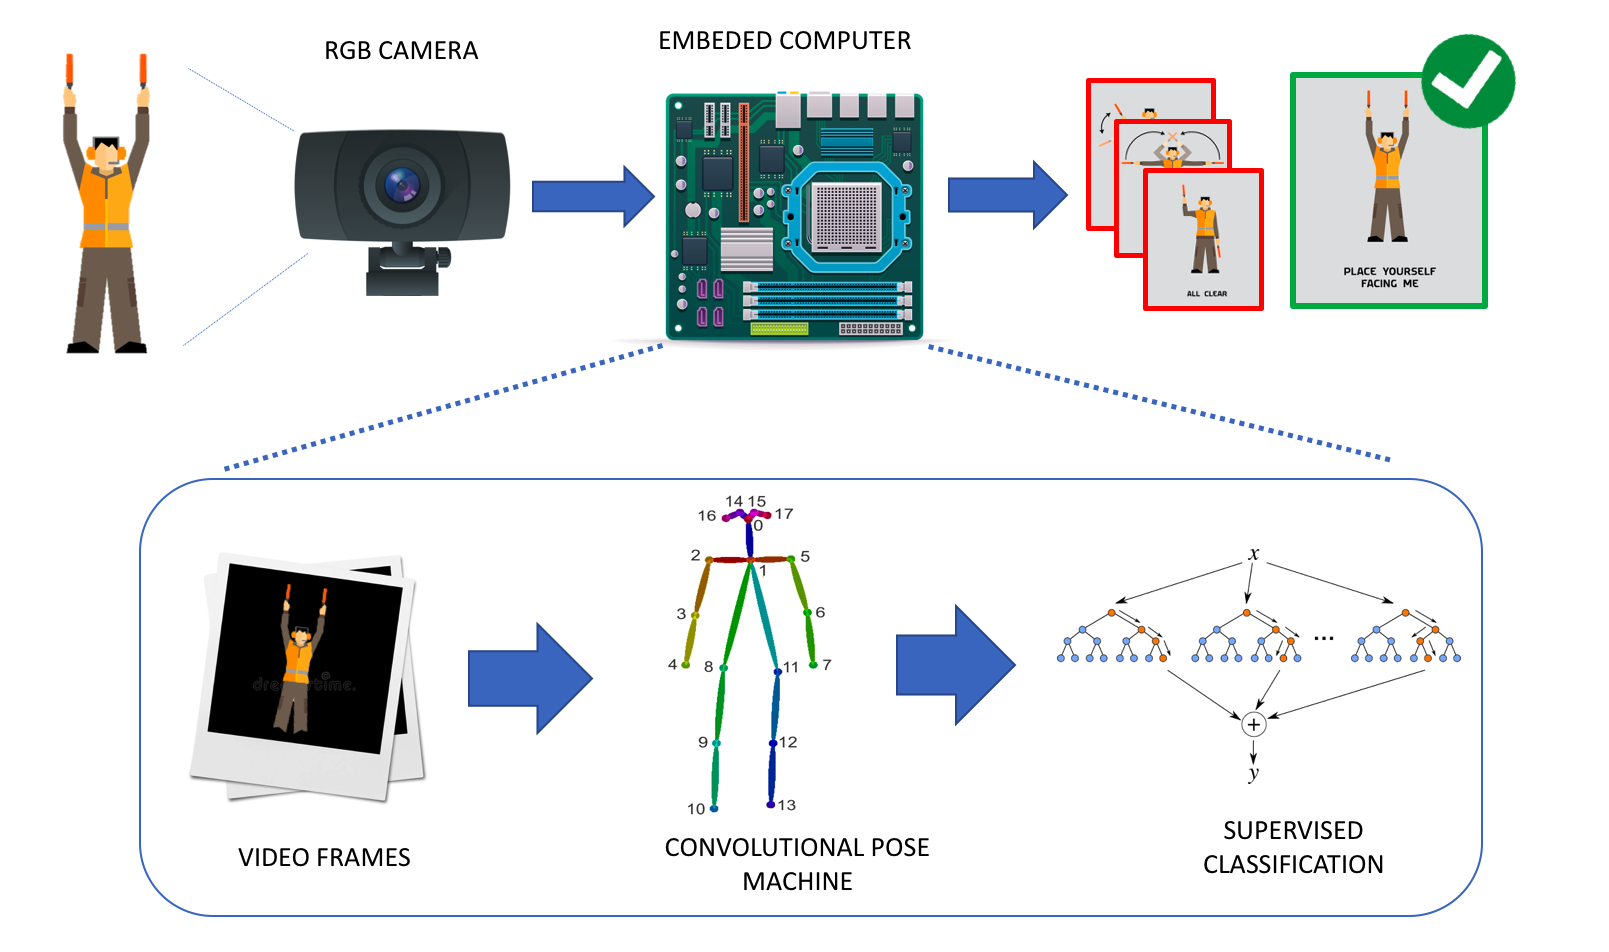 RGB CAMERA
EMBEDED COMPUTER
ALL CLEAR
PLACE YOURSELF
FACING ME
14 15
16 17
0
2 5
1
3 6
4 7
8 11
9 12
10 13
x
...
+
y
VIDEO FRAMES
CONVOLUTIONAL POSE
MACHINE
SUPERVISED
CLASSIFICATION